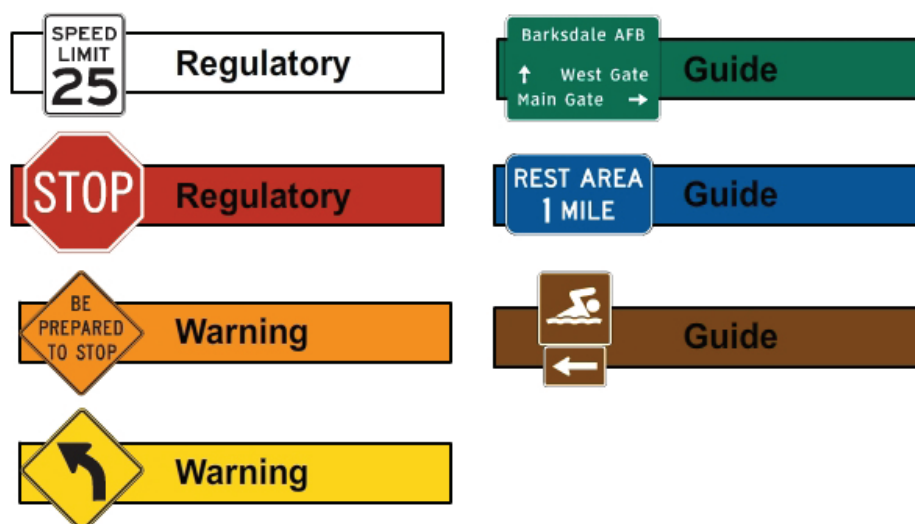 SPEED
LIMIT
25
Regulatory
STOP
Regulatory
BE
PREPARED
TO STOP
Warning
Warning
Barksdale AFB
↑ West Gate
Main Gate →
Guide
REST AREA
1 MILE
Guide
Guide